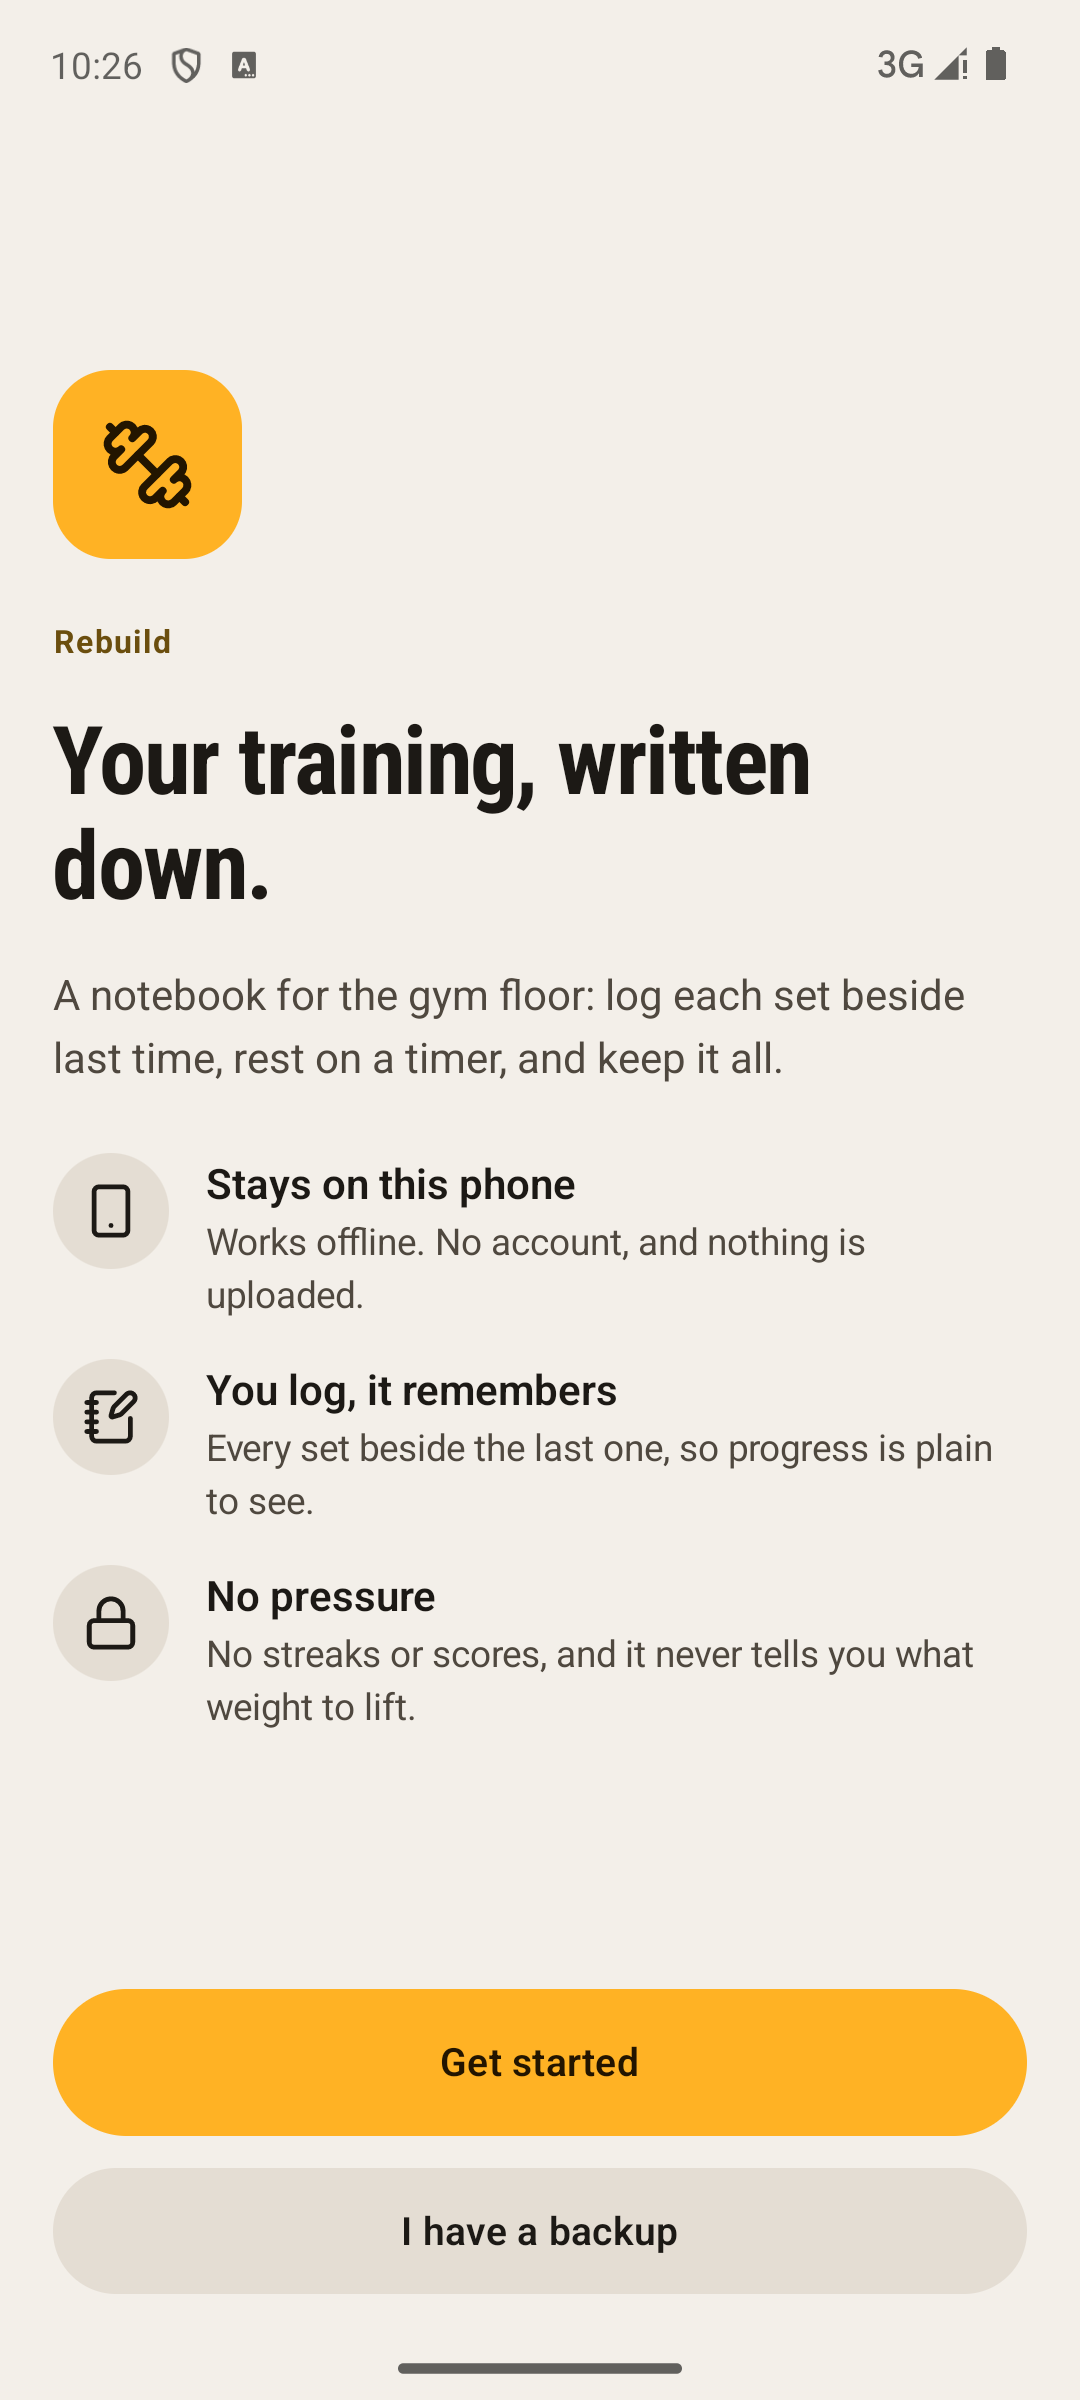 10:26
3G
Rebuild
Your training, written
down.
A notebook for the gym floor: log each set beside
last time, rest on a timer, and keep it all.
Stays on this phone
Works offline. No account, and nothing is
uploaded.
You log, it remembers
Every set beside the last one, so progress is plain
to see.
No pressure
No streaks or scores, and it never tells you what
weight to lift.
Get started
I have a backup